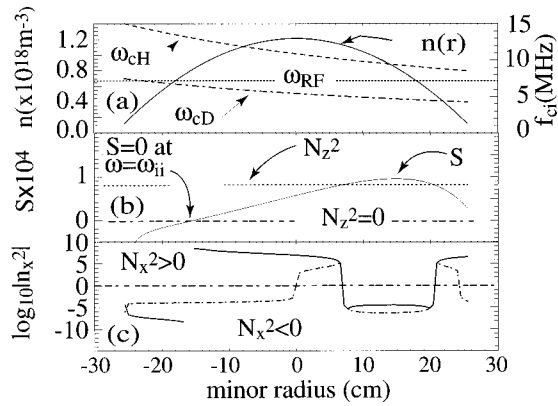 n(x10¹⁸m⁻³)
1.2
0.8
0.4
0.0
ω_cH
n(r)
ω_RF
(a)
ω_cD
15
10
5
0
f_ci(MHz)
Sx10⁴
1
0
S=0 at
ω=ω_ii
N_z²
S
(b)
N_z²=0
log₁₀|n_x²|
10
5
0
-5
-10
N_x²>0
(c)
N_x²<0
-30
-20
-10
0
10
20
30
minor radius (cm)